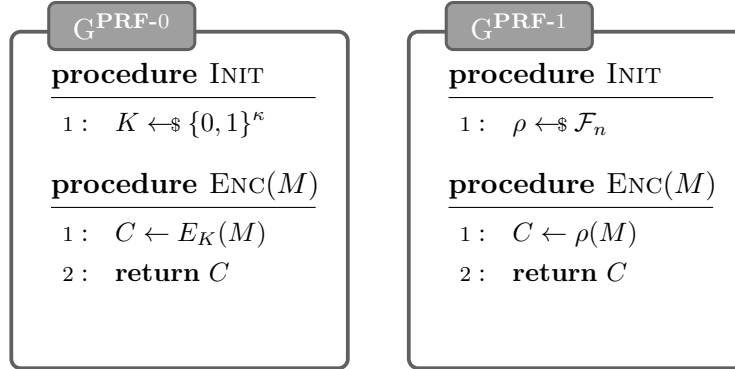 G^PRF-0
procedure INIT
1 : K ←$ {0, 1}^κ
procedure ENC(M)
1 : C ← E_K(M)
2 : return C
G^PRF-1
procedure INIT
1 : ρ ←$ ℱ_n
procedure ENC(M)
1 : C ← ρ(M)
2 : return C